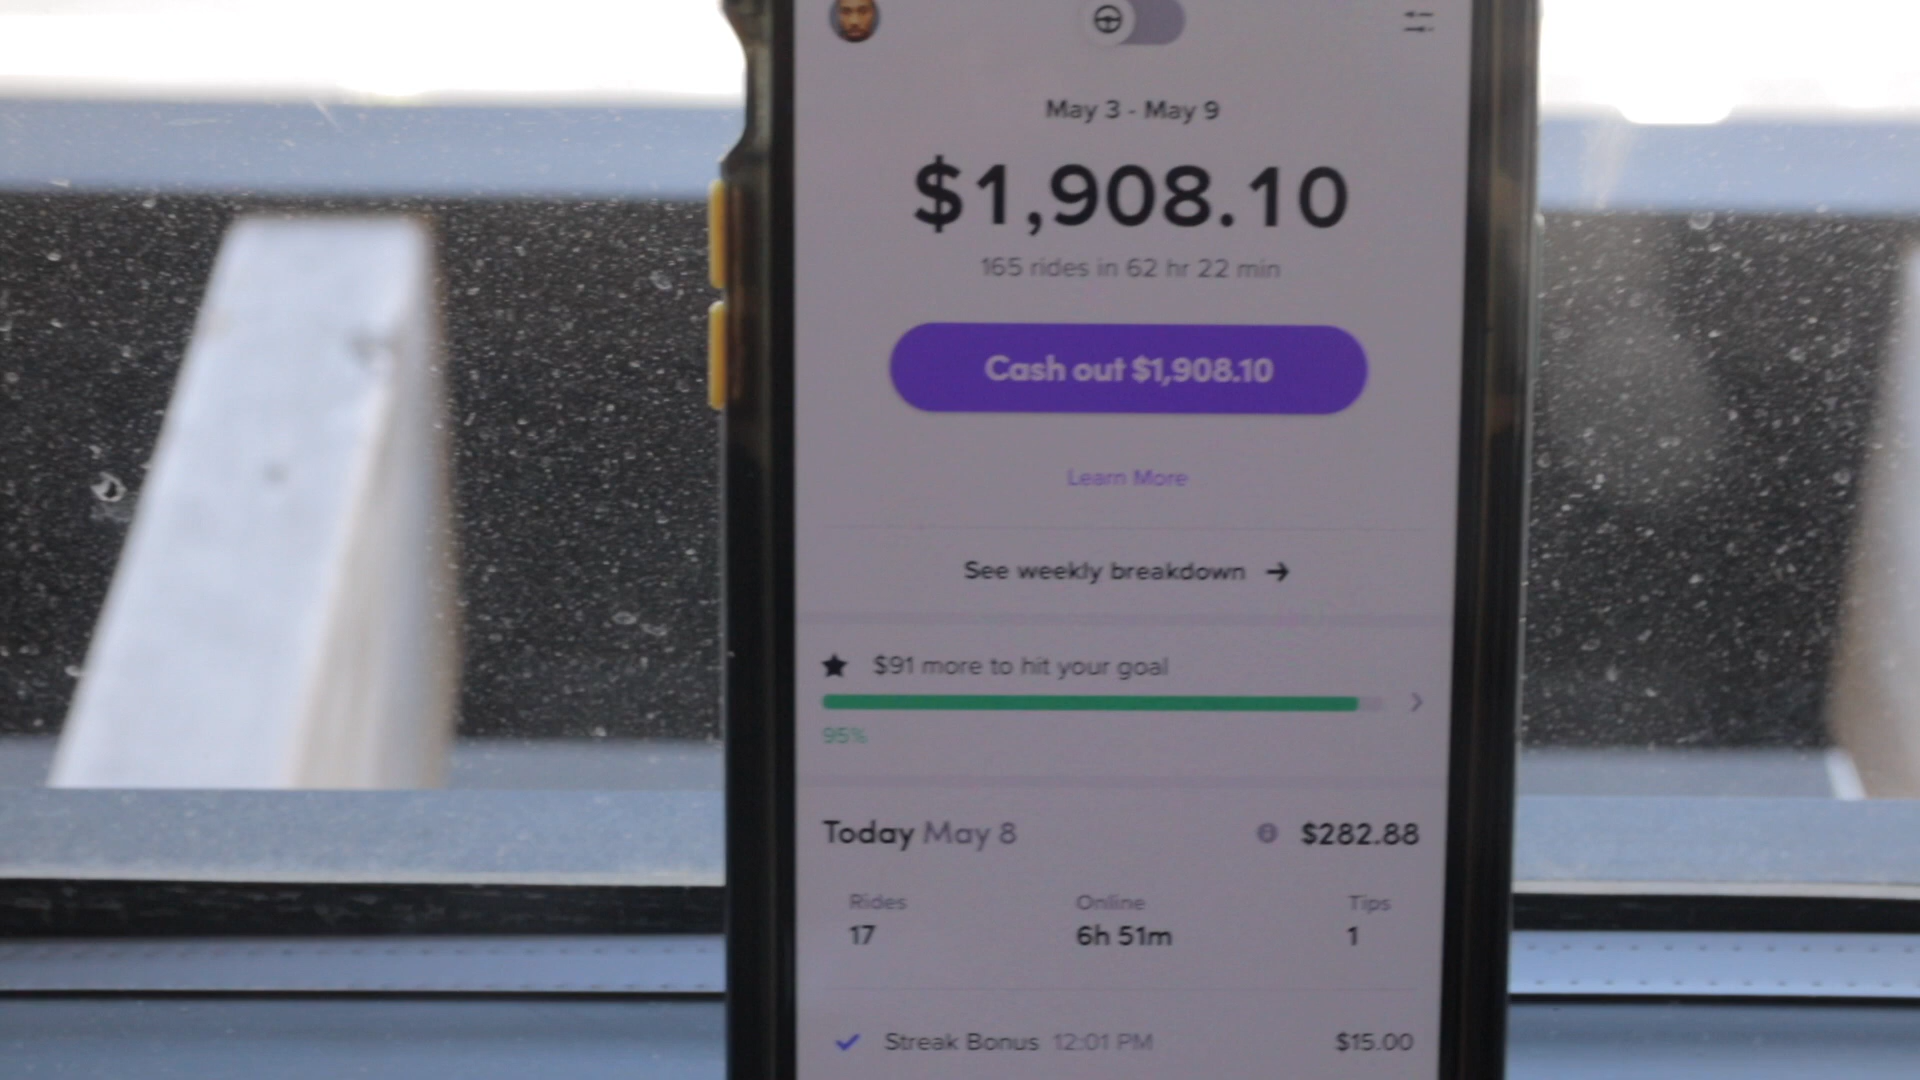 May 3 - May 9
$1,908.10
165 rides in 62 hr 22 min
Cash out $1,908.10
Learn More
See weekly breakdown →
$91 more to hit your goal
95%
Today May 8 $282.88
Rides Online Tips
17 6h 51m 1
Streak Bonus 12:01 PM $15.00